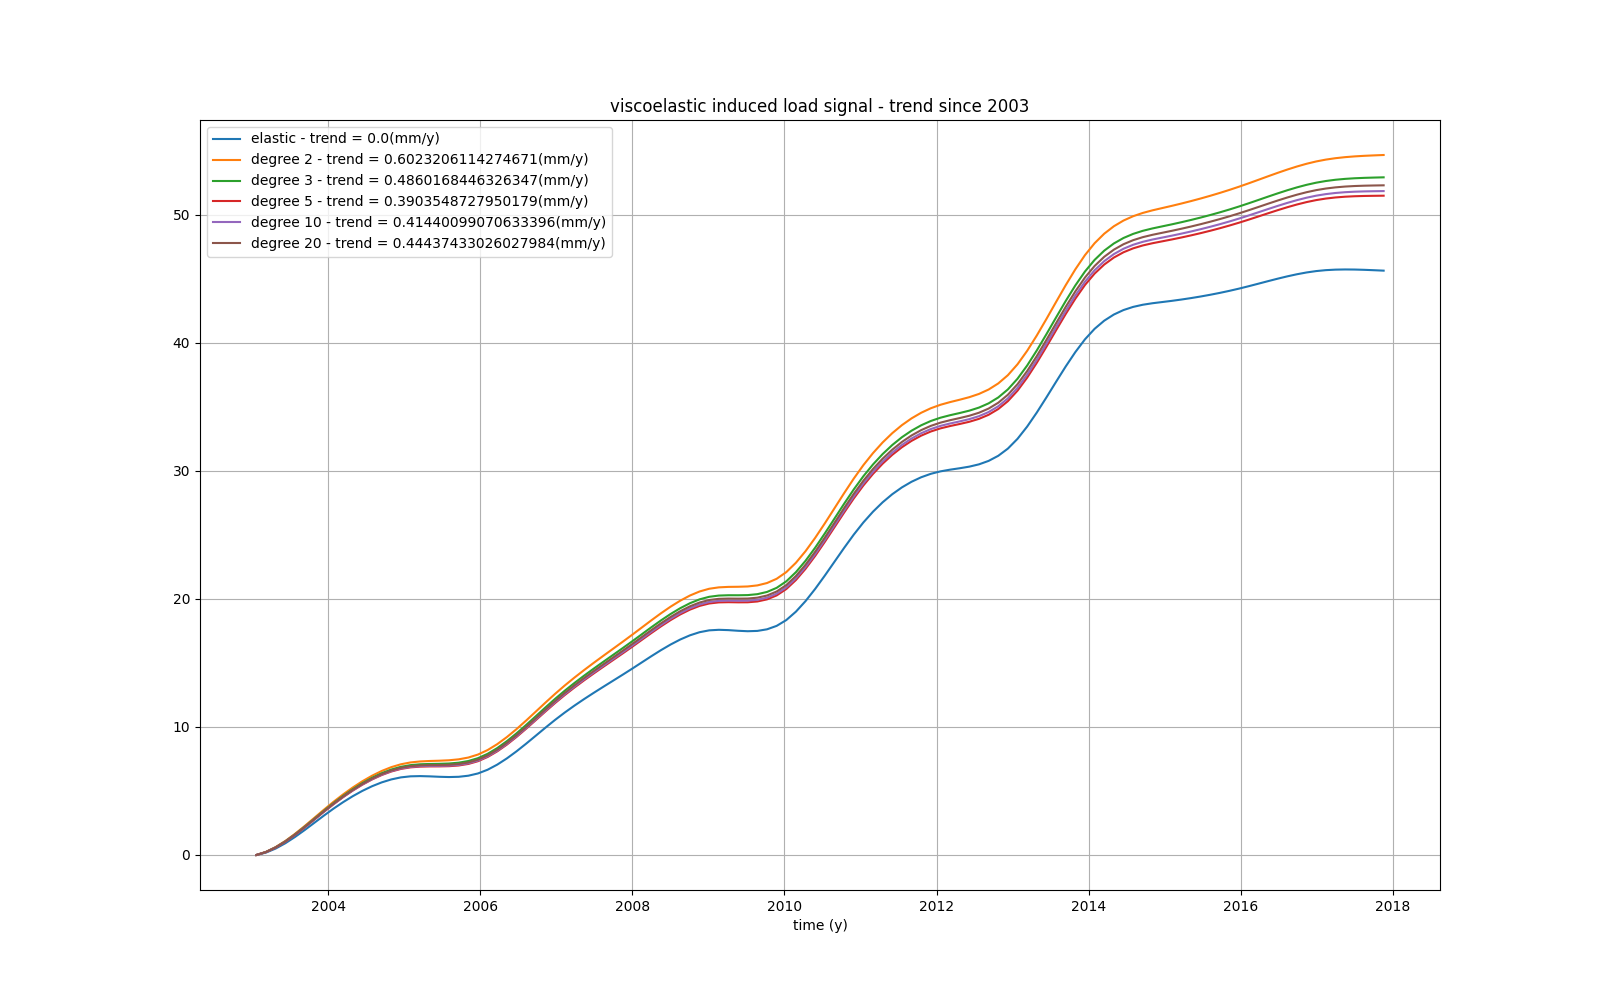 viscoelastic induced load signal - trend since 2003
elastic - trend = 0.0(mm/y)
degree 2 - trend = 0.6023206114274671(mm/y)
degree 3 - trend = 0.4860168446326347(mm/y)
degree 5 - trend = 0.3903548727950179(mm/y)
degree 10 - trend = 0.41440099070633396(mm/y)
degree 20 - trend = 0.44437433026027984(mm/y)
50
40
30
20
10
0
2004 2006 2008 2010 2012 2014 2016 2018
time (y)